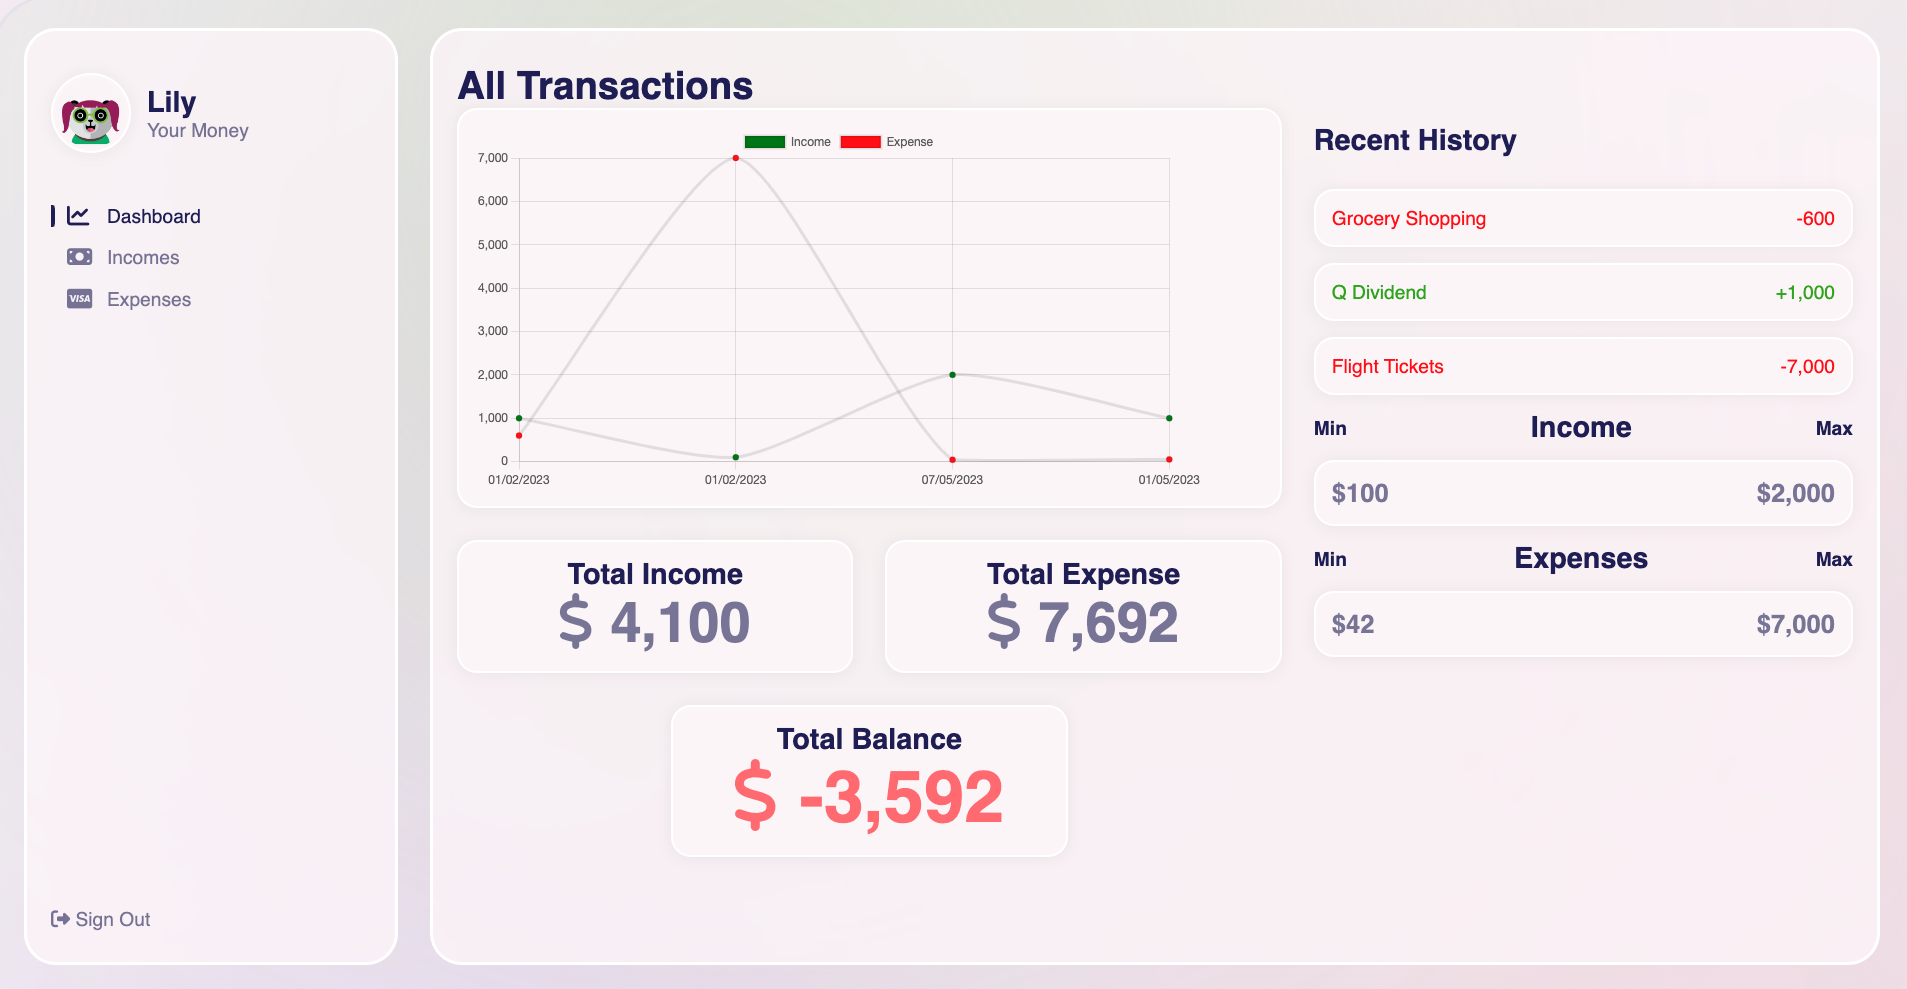 Lily
Your Money
Dashboard
Incomes
VISA Expenses
Sign Out
All Transactions
Income Expense
7,000
6,000
5,000
4,000
3,000
2,000
1,000
0
01/02/2023 01/02/2023 07/05/2023 01/05/2023
Total Income
$ 4,100
Total Expense
$ 7,692
Total Balance
$ -3,592
Recent History
Grocery Shopping -600
Q Dividend +1,000
Flight Tickets -7,000
Min Income Max
$100 $2,000
Min Expenses Max
$42 $7,000